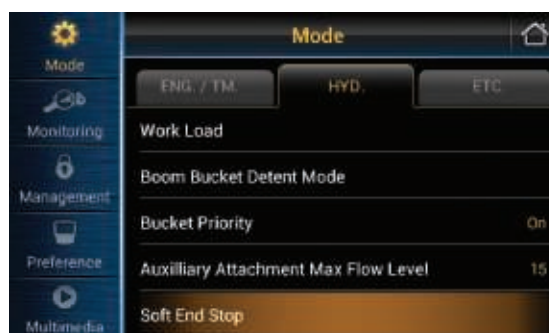 Mode
Mode
ENG. / TM.
HYD.
ETC
Monitoring
Work Load
Boom Bucket Detent Mode
Management
Bucket Priority
On
Preference
Auxilliary Attachment Max Flow Level
15
Soft End Stop
Multimedia